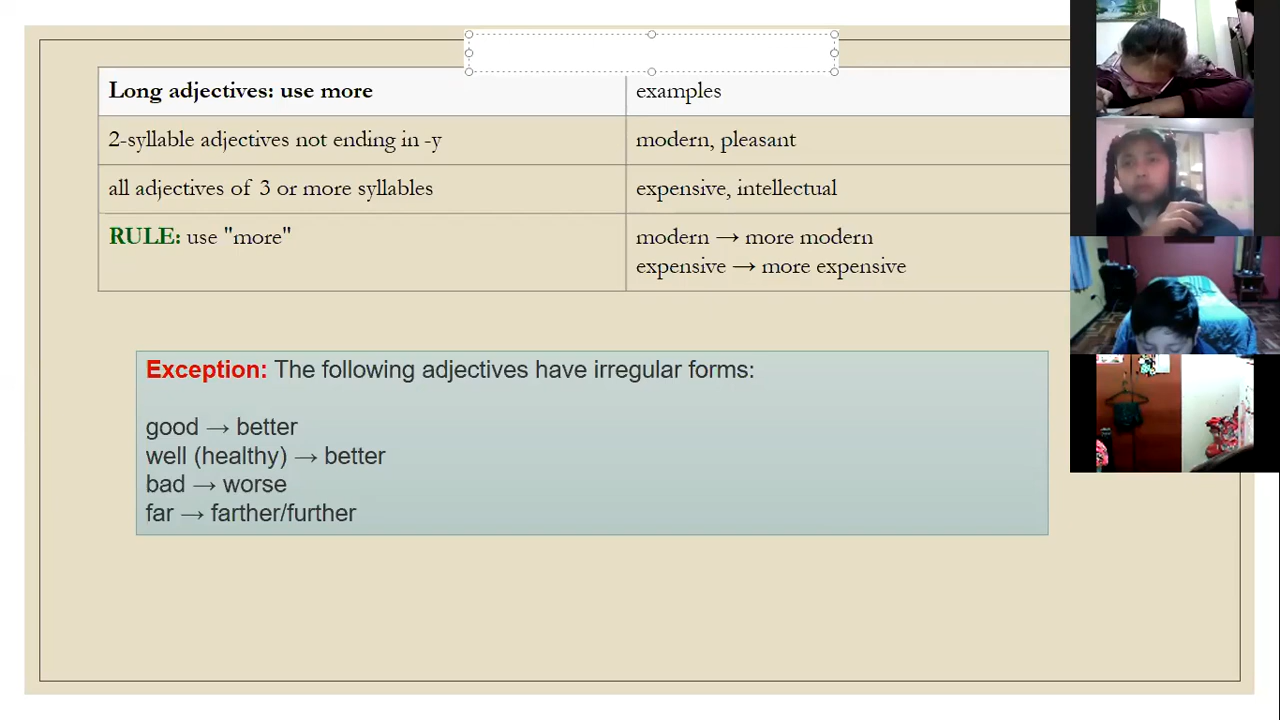 Long adjectives: use more
examples
2-syllable adjectives not ending in -y
modern, pleasant
all adjectives of 3 or more syllables
expensive, intellectual
RULE: use "more"
modern → more modern
expensive → more expensive
Exception: The following adjectives have irregular forms:
good → better
well (healthy) → better
bad → worse
far → farther/further